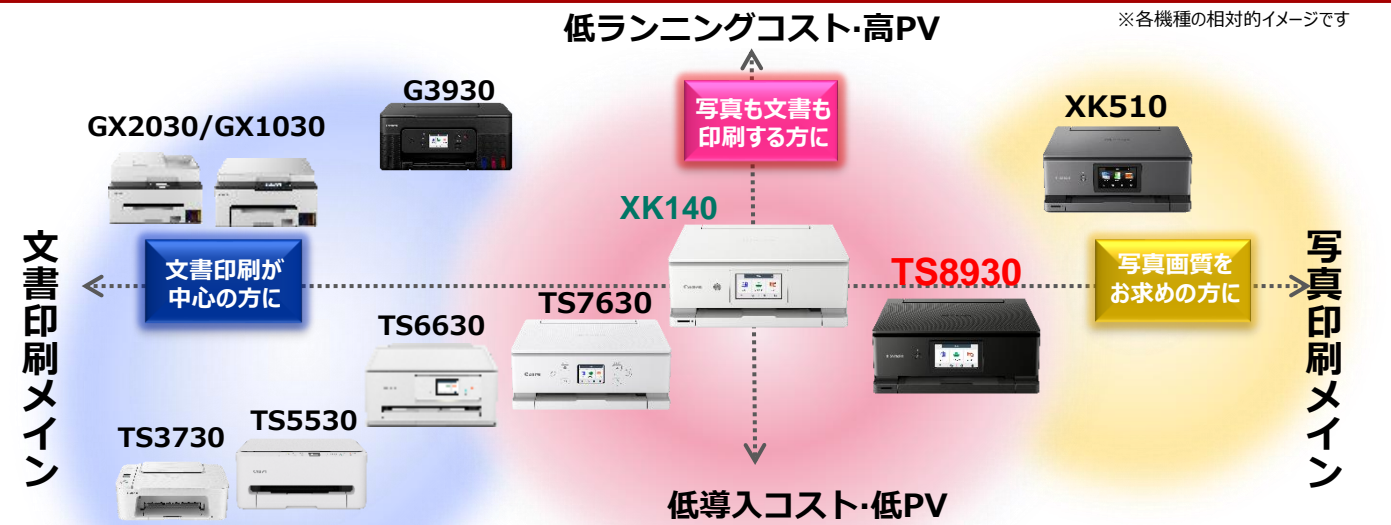 低ランニングコスト･高PV
※各機種の相対的イメージです
G3930
写真も文書も
印刷する方に
XK510
GX2030/GX1030
XK140
文書印刷メイン
文書印刷が
中心の方に
TS8930
写真画質を
お求めの方に
写真印刷メイン
TS7630
TS6630
TS5530
TS3730
低導入コスト･低PV